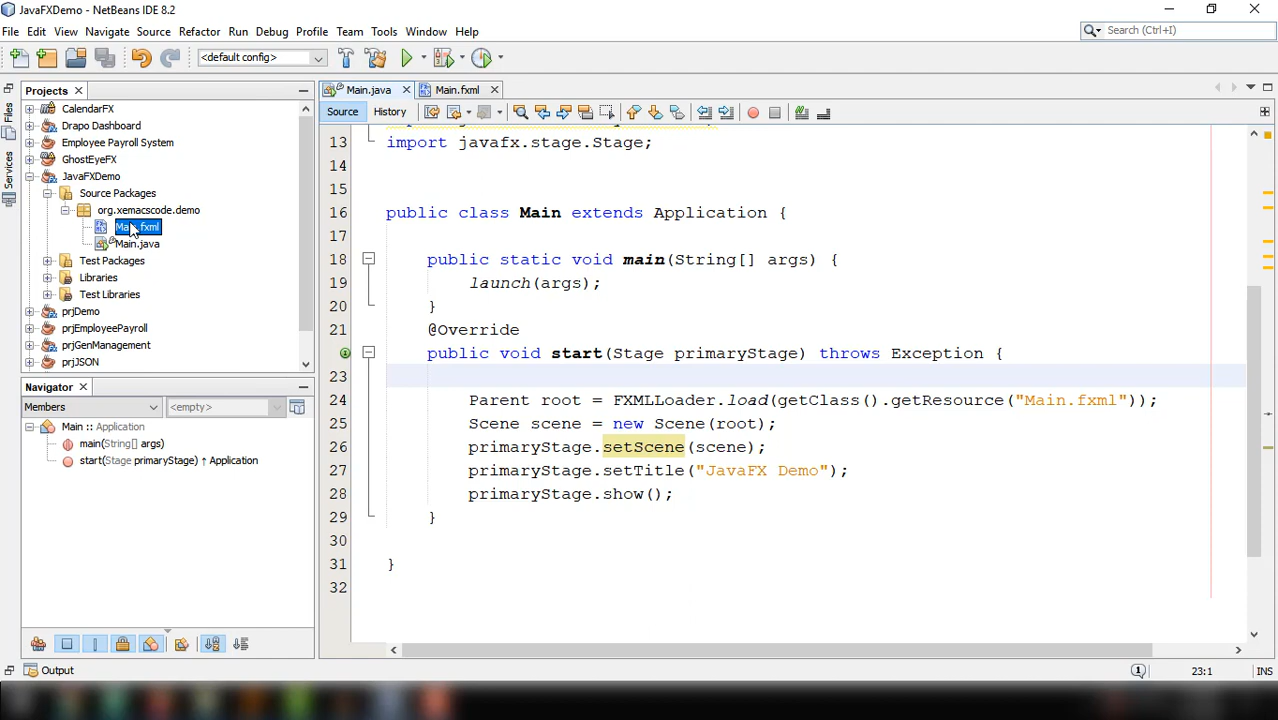 JavaFXDemo - NetBeans IDE 8.2
File Edit View Navigate Source Refactor Run Debug Profile Team Tools Window Help
Search (Ctrl+I)
<default config>
Projects
Files
Services
CalendarFX
Drapo Dashboard
Employee Payroll System
GhostEyeFX
JavaFXDemo
Source Packages
org.xemacscode.demo
Main.fxml
Main.java
Test Packages
Libraries
Test Libraries
prjDemo
prjEmployeePayroll
prjGenManagement
prjJSON
Navigator
Members
<empty>
Main :: Application
main(String[] args)
start(Stage primaryStage) ↑ Application
Main.java Main.fxml
Source History
13 import javafx.stage.Stage;
14
15
16 public class Main extends Application {
17
18 public static void main(String[] args) {
19 launch(args);
20 }
21 @Override
public void start(Stage primaryStage) throws Exception {
23
24 Parent root = FXMLLoader.load(getClass().getResource("Main.fxml"));
25 Scene scene = new Scene(root);
26 primaryStage.setScene(scene);
27 primaryStage.setTitle("JavaFX Demo");
28 primaryStage.show();
29 }
30
31 }
32
Output
1
23:1
INS